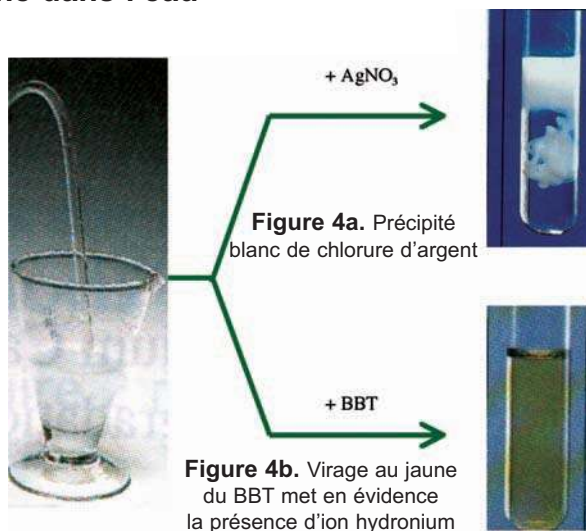 + AgNO₃
Figure 4a. Précipité
blanc de chlorure d'argent
+ BBT
Figure 4b. Virage au jaune
du BBT met en évidence
la présence d'ion hydronium